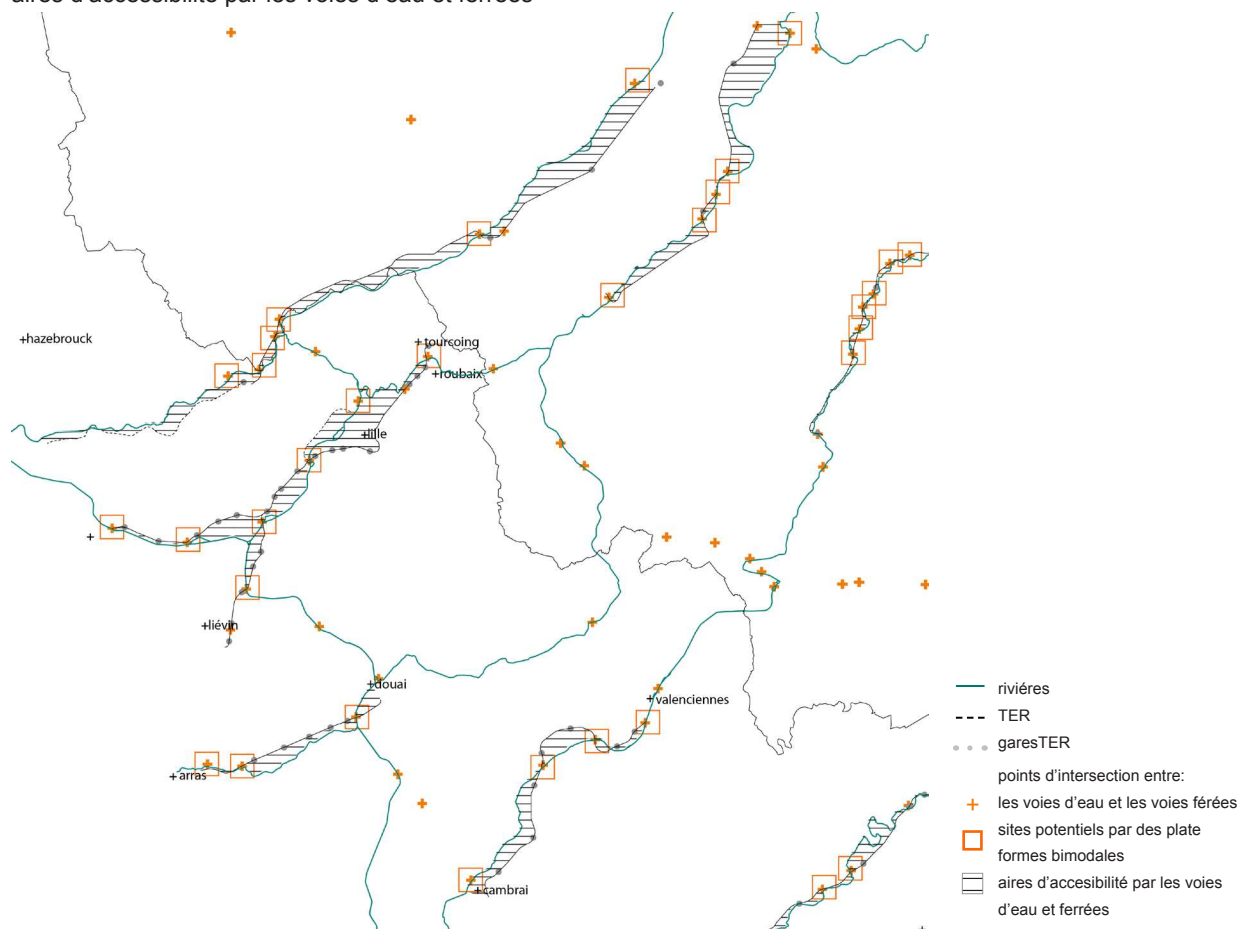 aires d'accessibilité par les voies d'eau et ferrées
+hazebrouck
+tourcoing
+roubaix
+lille
+liévin
+douai
+valenciennes
+arras
+cambrai
riviéres
TER
garesTER
points d'intersection entre:
les voies d'eau et les voies férées
sites potentiels par des plate
formes bimodales
aires d'accesibilité par les voies
d'eau et ferrées